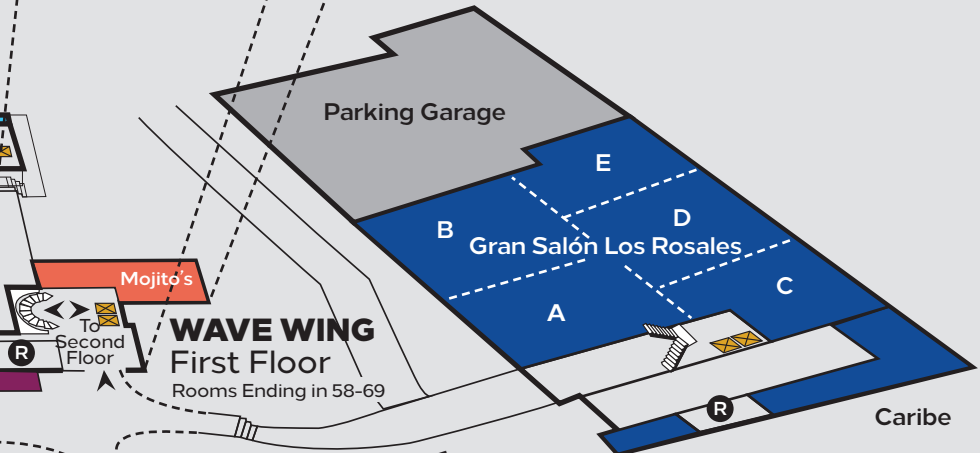 Parking Garage
E
D
B
Gran Salón Los Rosales
C
A
Mojito's
To
Second
Floor
R
WAVE WING
First Floor
Rooms Ending in 58-69
R
Caribe